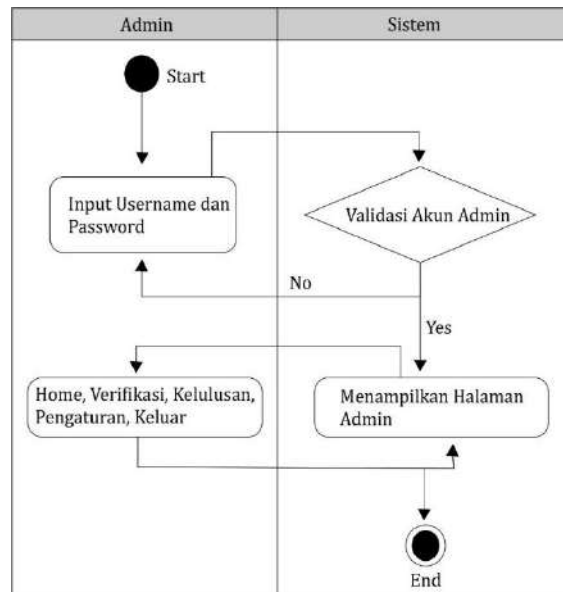 Admin
Sistem
Start
Input Username dan
Password
Validasi Akun Admin
No
Yes
Home, Verifikasi, Kelulusan,
Pengaturan, Keluar
Menampilkan Halaman
Admin
End